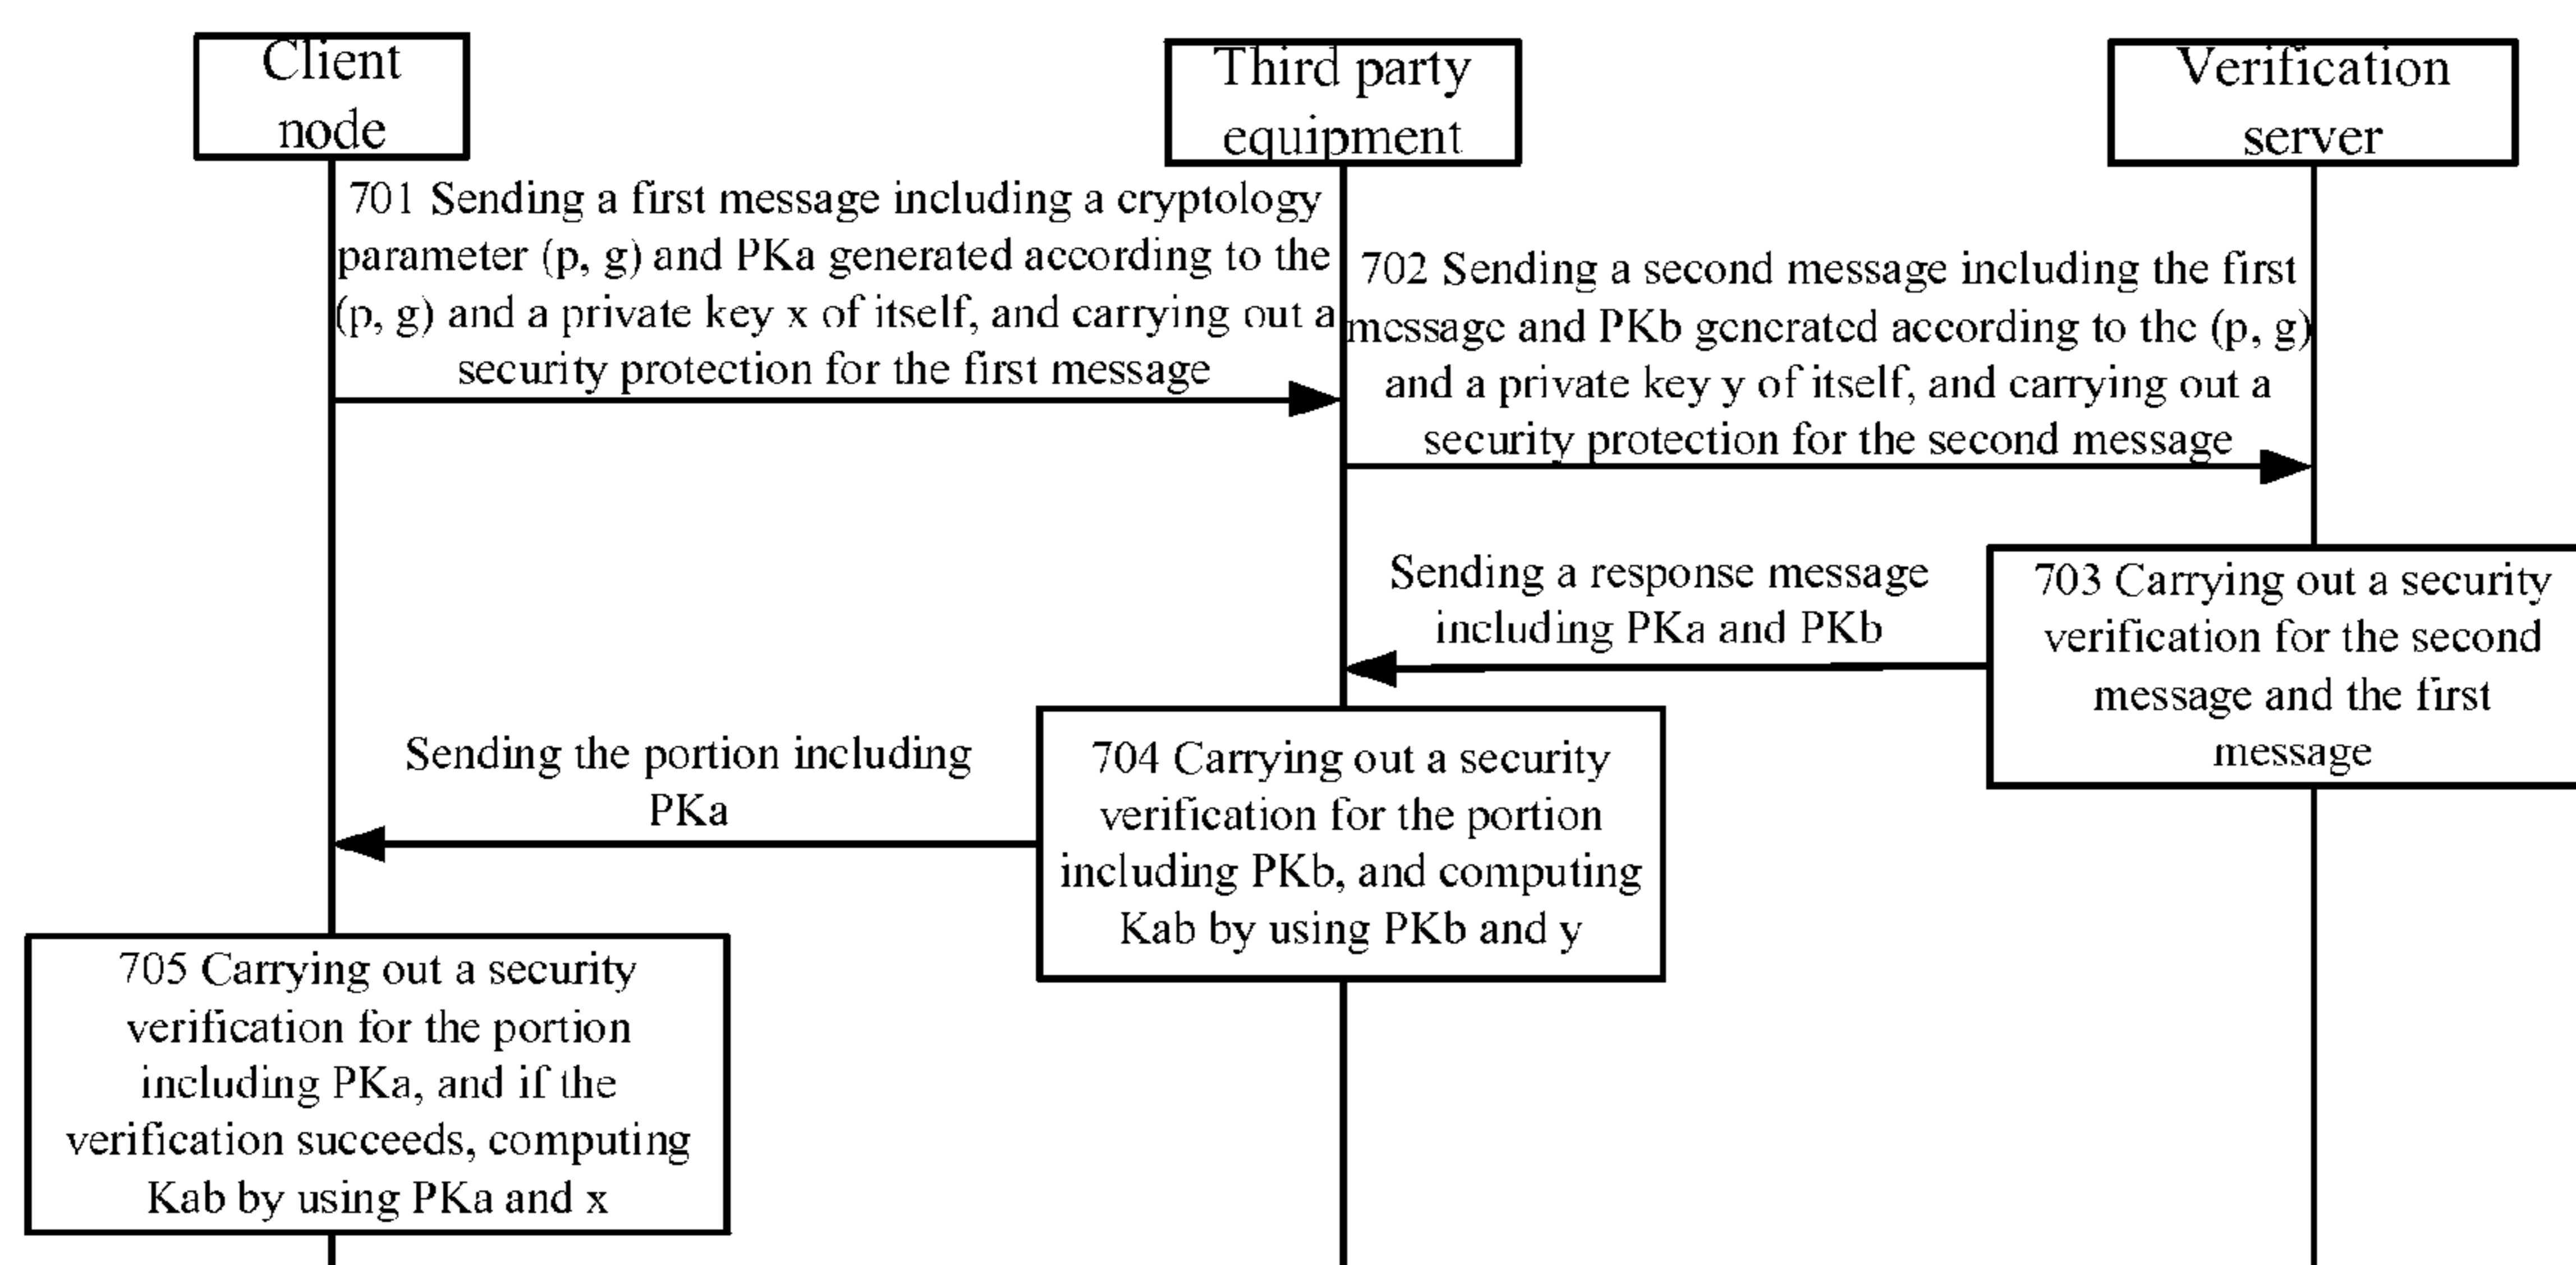 Client
node
Third party
equipment
Verification
server
701 Sending a first message including a cryptology
parameter (p, g) and PKa generated according to the
(p, g) and a private key x of itself, and carrying out a
security protection for the first message
702 Sending a second message including the first
message and PKb generated according to the (p, g)
and a private key y of itself, and carrying out a
security protection for the second message
Sending a response message
including PKa and PKb
703 Carrying out a security
verification for the second
message and the first
message
Sending the portion including
PKa
704 Carrying out a security
verification for the portion
including PKb, and computing
Kab by using PKb and y
705 Carrying out a security
verification for the portion
including PKa, and if the
verification succeeds, computing
Kab by using PKa and x